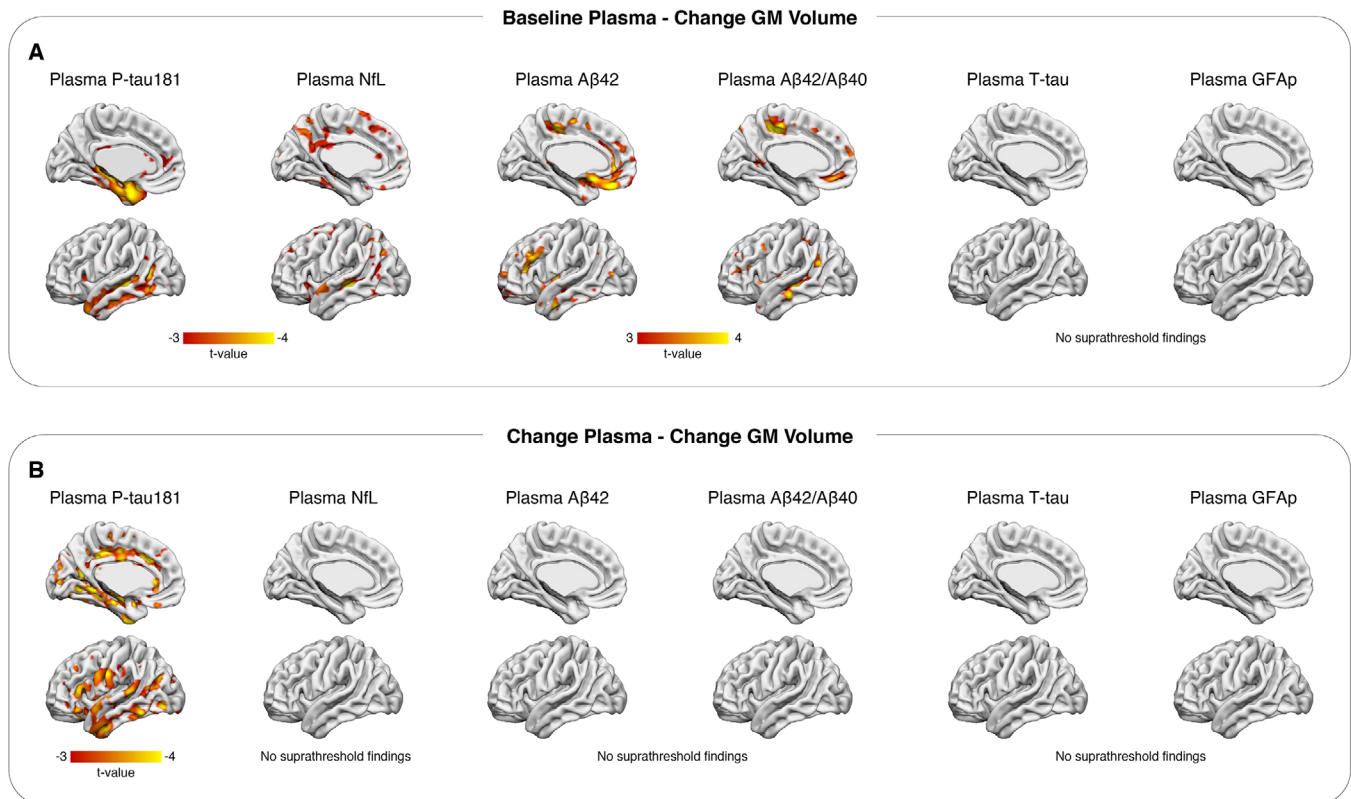 Baseline Plasma - Change GM Volume
A
Plasma P-tau181 Plasma NfL Plasma Aβ42 Plasma Aβ42/Aβ40 Plasma T-tau Plasma GFAp
-3 -4 3 4 No suprathreshold findings
t-value t-value
Change Plasma - Change GM Volume
B
Plasma P-tau181 Plasma NfL Plasma Aβ42 Plasma Aβ42/Aβ40 Plasma T-tau Plasma GFAp
-3 -4 No suprathreshold findings No suprathreshold findings No suprathreshold findings
t-value